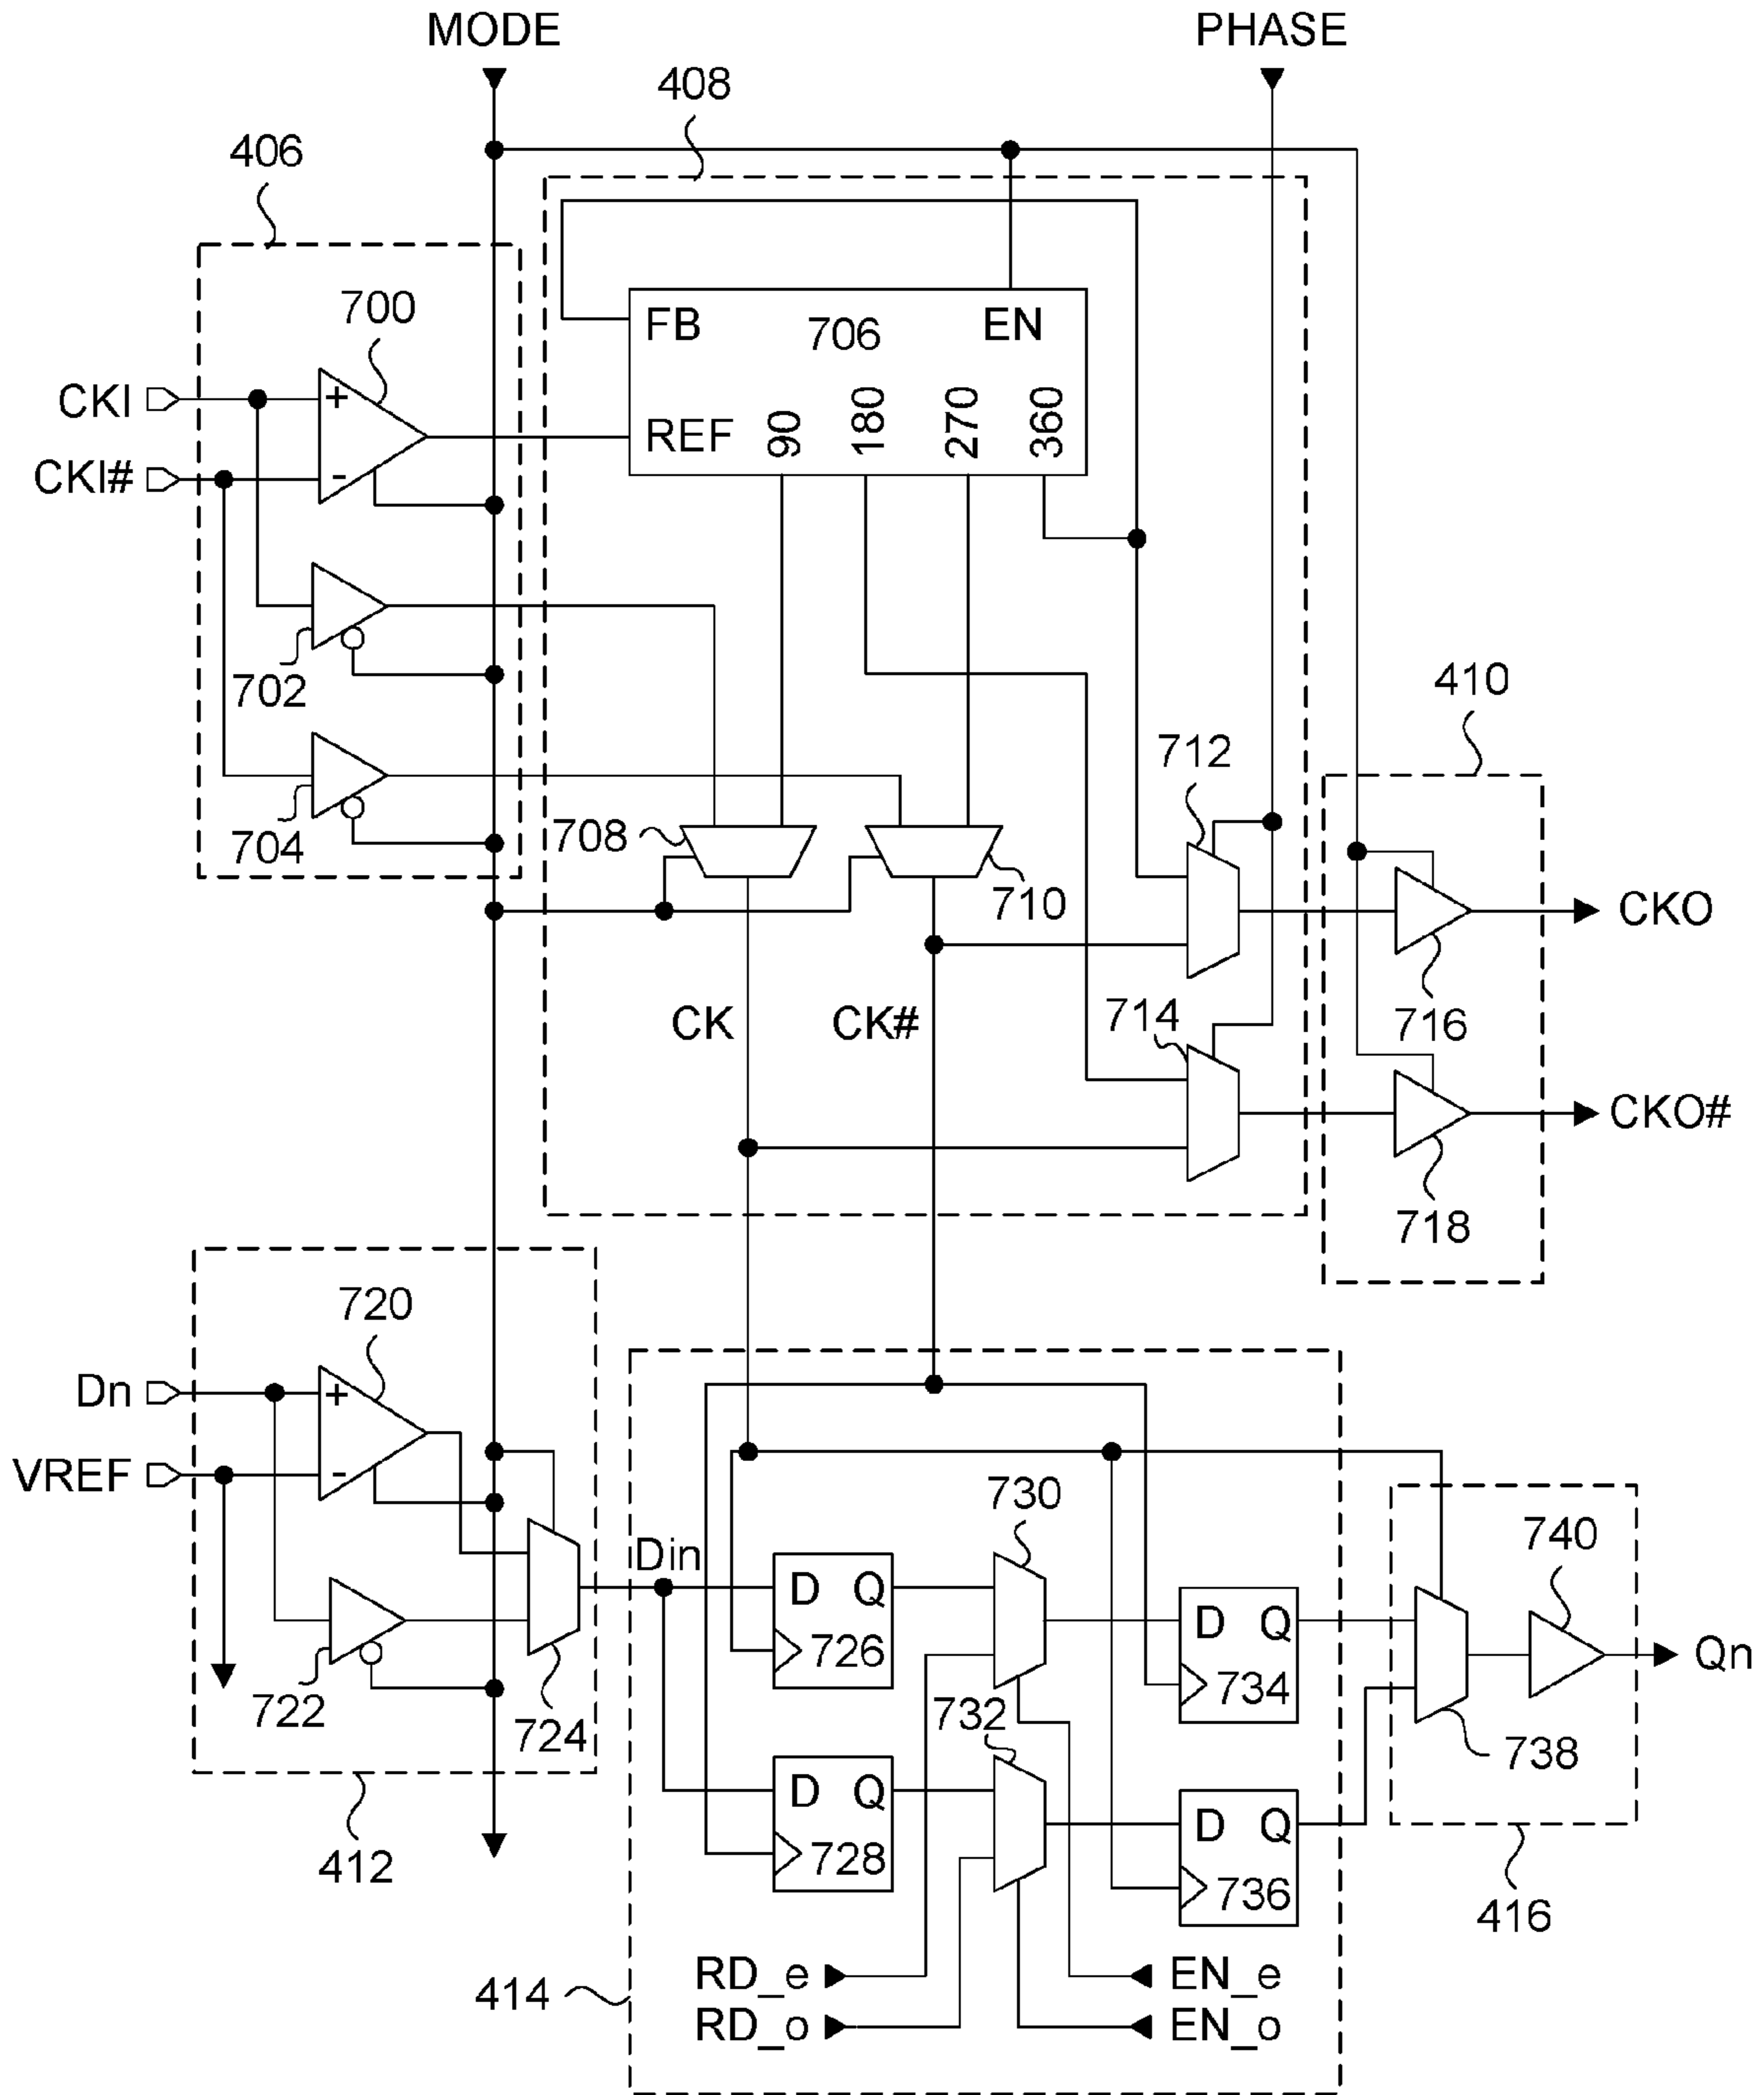 MODE
PHASE
408
406
700
FB
706
EN
CKI
+
REF
90
180
270
360
CKI#
-
702
410
712
704
708
710
CKO
CK
CK#
714
716
CKO#
718
720
Dn
+
VREF
-
730
740
Din
D Q
726
D Q
734
Qn
722
724
732
738
D Q
728
D Q
736
412
416
414
RD_e
EN_e
RD_o
EN_o